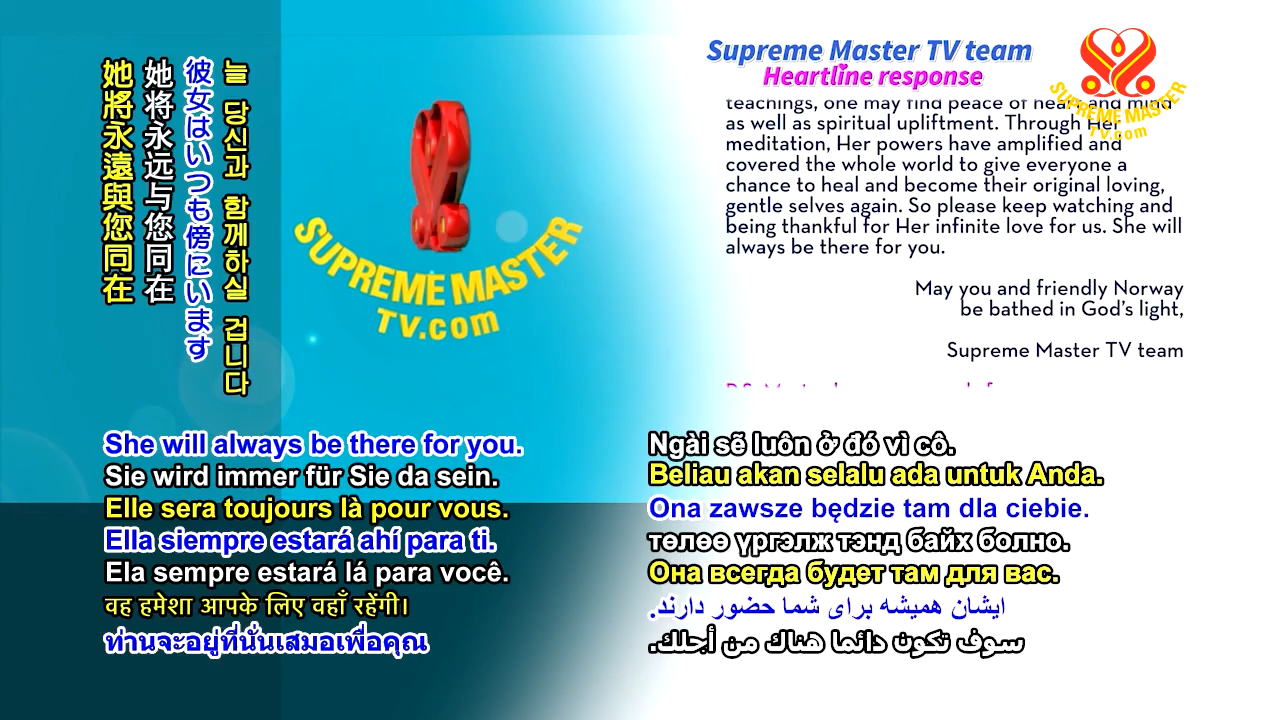 她將永遠與您同在
她将永远与您同在
彼女はいつも傍にいます
늘 당신과 함께하실 겁니다
SUPREME MASTER
TV.com
Supreme Master TV team
Heartline response
SUPREME MASTER
TV.com
teachings, one may find peace of heart and mind
as well as spiritual upliftment. Through Her
meditation, Her powers have amplified and
covered the whole world to give everyone a
chance to heal and become their original loving,
gentle selves again. So please keep watching and
being thankful for Her infinite love for us. She will
always be there for you.
May you and friendly Norway
be bathed in God's light,
Supreme Master TV team
She will always be there for you.
Sie wird immer für Sie da sein.
Elle sera toujours là pour vous.
Ella siempre estará ahí para ti.
Ela sempre estará lá para você.
वह हमेशा आपके लिए वहाँ रहेंगी।
ท่านจะอยู่ที่นั่นเสมอเพื่อคุณ
Ngài sẽ luôn ở đó vì cô.
Beliau akan selalu ada untuk Anda.
Ona zawsze będzie tam dla ciebie.
төлөө үргэлж тэнд байх болно.
Она всегда будет там для вас.
ایشان همیشه برای شما حضور دارند.
سوف تكون دائما هناك من أجلك.